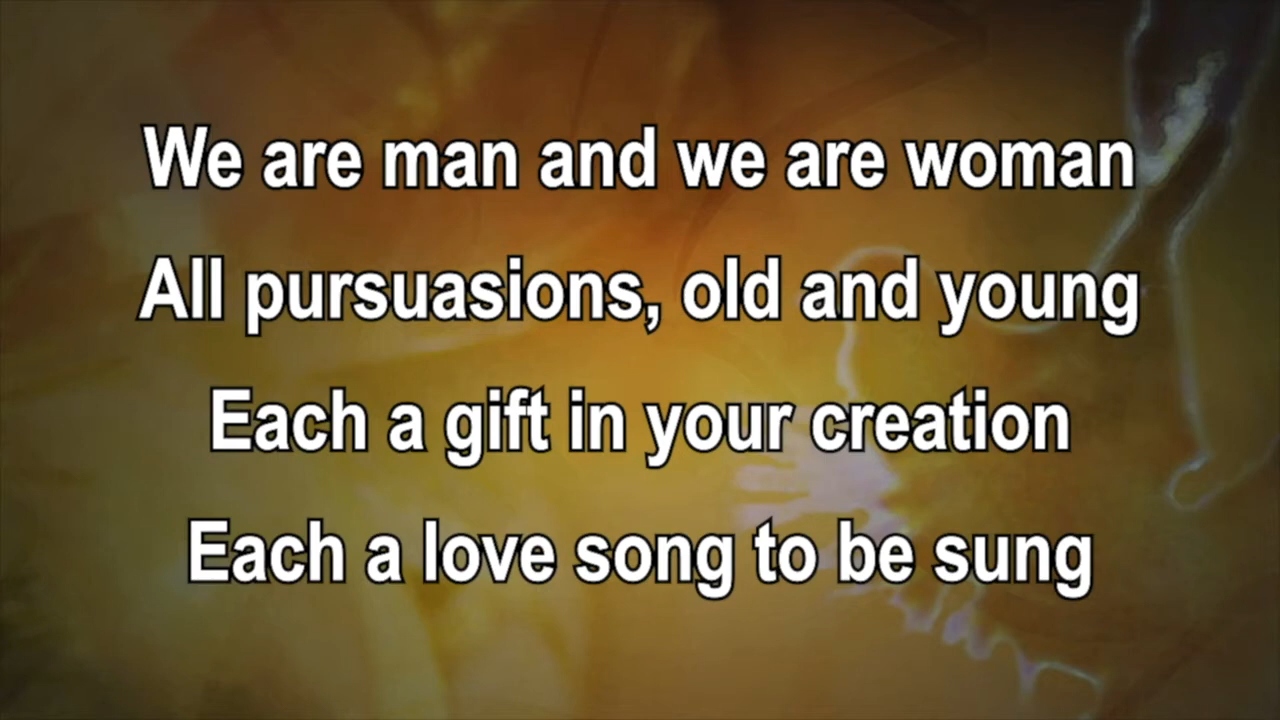 We are man and we are woman
All pursuasions, old and young
Each a gift in your creation
Each a love song to be sung